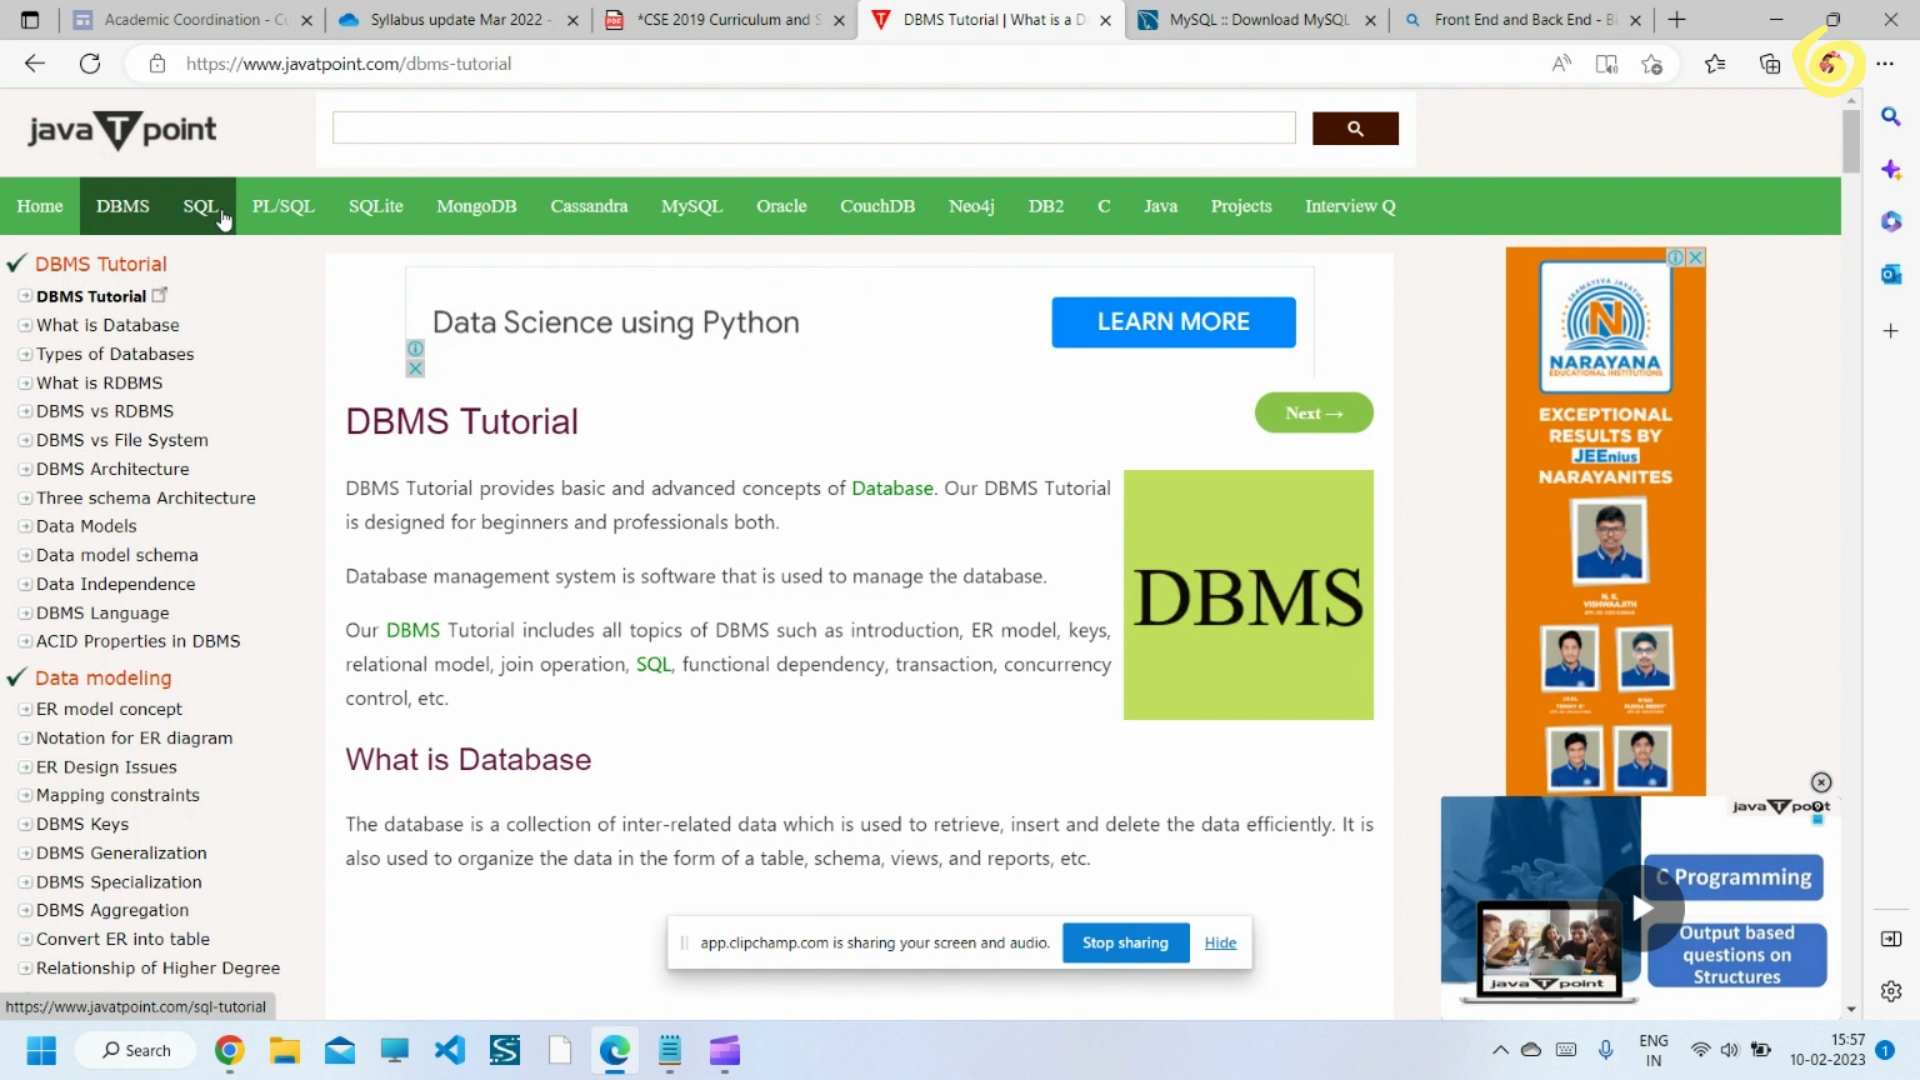 Academic Coordination - C
Syllabus update Mar 2022 -
*CSE 2019 Curriculum and S
DBMS Tutorial | What is a D
MySQL :: Download MySQL
Front End and Back End - Bi
https://www.javatpoint.com/dbms-tutorial
java T point
Home DBMS SQL PL/SQL SQLite MongoDB Cassandra MySQL Oracle CouchDB Neo4j DB2 C Java Projects Interview Q
DBMS Tutorial
DBMS Tutorial
What is Database
Types of Databases
What is RDBMS
DBMS vs RDBMS
DBMS vs File System
DBMS Architecture
Three schema Architecture
Data Models
Data model schema
Data Independence
DBMS Language
ACID Properties in DBMS
Data modeling
ER model concept
Notation for ER diagram
ER Design Issues
Mapping constraints
DBMS Keys
DBMS Generalization
DBMS Specialization
DBMS Aggregation
Convert ER into table
Relationship of Higher Degree
https://www.javatpoint.com/sql-tutorial
Data Science using Python
LEARN MORE
DBMS Tutorial
Next →
DBMS Tutorial provides basic and advanced concepts of Database. Our DBMS Tutorial
is designed for beginners and professionals both.
Database management system is software that is used to manage the database.
Our DBMS Tutorial includes all topics of DBMS such as introduction, ER model, keys,
relational model, join operation, SQL, functional dependency, transaction, concurrency
control, etc.
DBMS
What is Database
The database is a collection of inter-related data which is used to retrieve, insert and delete the data efficiently. It is
also used to organize the data in the form of a table, schema, views, and reports, etc.
app.clipchamp.com is sharing your screen and audio.
Stop sharing
Hide
N
NARAYANA
EDUCATIONAL INSTITUTIONS
EXCEPTIONAL
RESULTS BY
JEEnius
NARAYANITES
N. K.
VISHWAAJITH
java T point
C Programming
Output based
questions on
Structures
java T point
Search
ENG
IN
15:57
10-02-2023
1